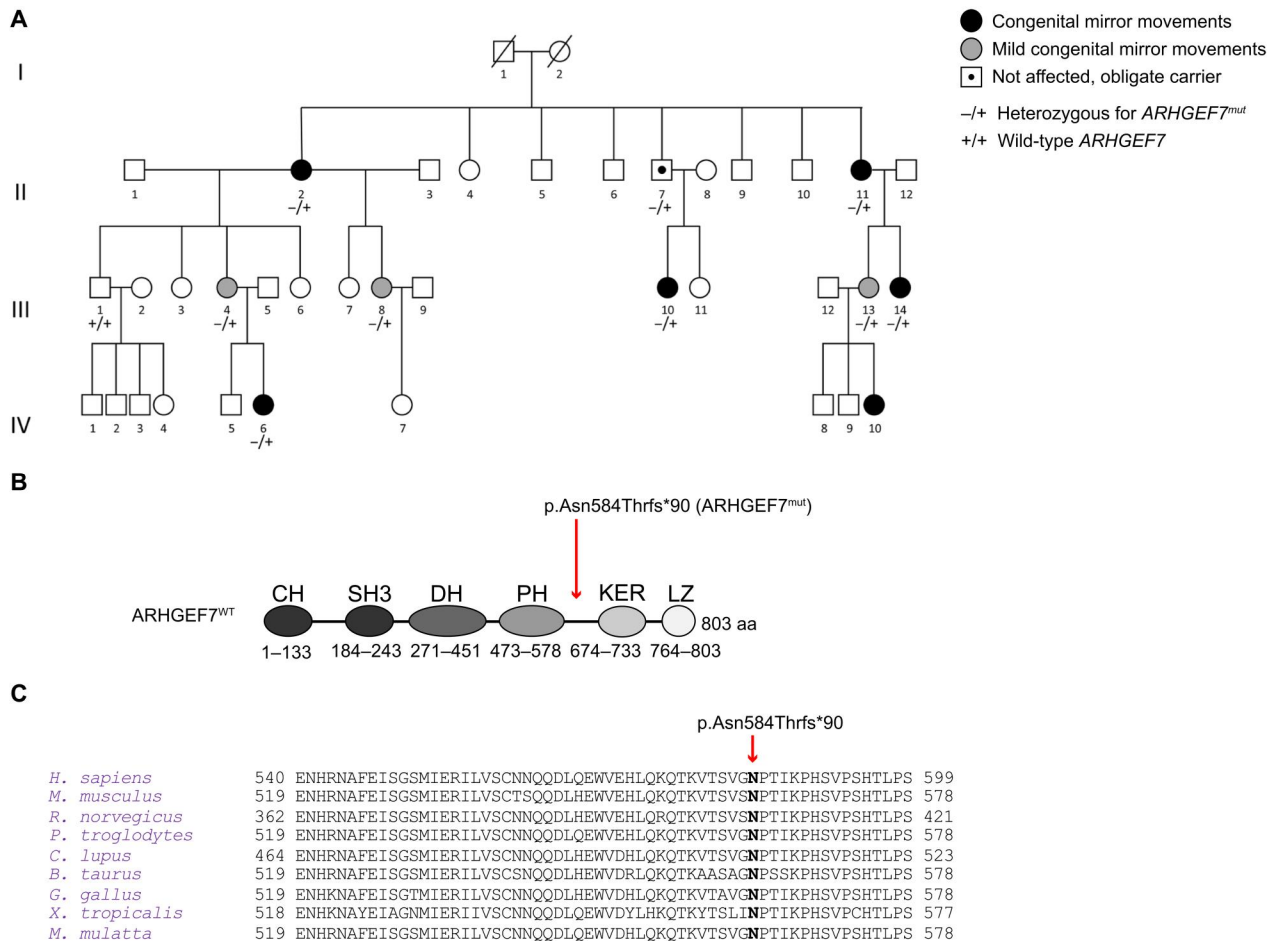 A
Congenital mirror movements
Mild congenital mirror movements
Not affected, obligate carrier
–/+ Heterozygous for ARHGEF7mut
+/+ Wild-type ARHGEF7
I
1 2
II
1 2 3 4 5 6 7 8 9 10 11 12
–/+ –/+ –/+
III
1 2 3 4 5 6 7 8 9 10 11 12 13 14
+/+ –/+ –/+ –/+ –/+ –/+
IV
1 2 3 4 5 6 7 8 9 10
–/+
B
p.Asn584Thrfs*90 (ARHGEF7mut)
CH SH3 DH PH KER LZ
ARHGEF7WT 803 aa
1–133 184–243 271–451 473–578 674–733 764–803
C
p.Asn584Thrfs*90
H. sapiens 540 ENHRNAFEISGSMIERILVSCNNQQDLQEWVEHLQKQTKVTSVGNPTIKPHSVPSHTLPS 599
M. musculus 519 ENHRNAFEISGSMIERILVSCTSQQDLHEWVEHLQKQTKVTSVSNPTIKPHSVPSHTLPS 578
R. norvegicus 362 ENHRNAFEISGSMIERILVSCNNQQDLHEWVEHLQRQTKVTSVSNPTIKPHSVPSHTLPS 421
P. troglodytes 519 ENHRNAFEISGSMIERILVSCNNQQDLQEWVEHLQKQTKVTSVGNPTIKPHSVPSHTLPS 578
C. lupus 464 ENHRNAFEISGSMIERILVSCNNQQDLHEWVDHLQKQTKVTSVGNPTIKPHSVPSHTLPS 523
B. taurus 519 ENHRNAFEISGSMIERILVSCNNQQDLHEWVDRLQKQTKAASAGNPSSKPHSVPSHTLPS 578
G. gallus 519 ENHKNAFEISGTMIERILVSCNNQQDLQEWVDHLQKQTKVTAVGNPTIKPHSVPSHTLPS 578
X. tropicalis 518 ENHKNAYEIAGNMIERIIVSCNNQQDLQEWVDYLHKQTKYTSLINPTIKPHSVPCHTLPS 577
M. mulatta 519 ENHRNAFEISGSMIERILVSCNNQQDLQEWVDHLQKQTKVTSVGNPTIKPHSVPSHTLPS 578